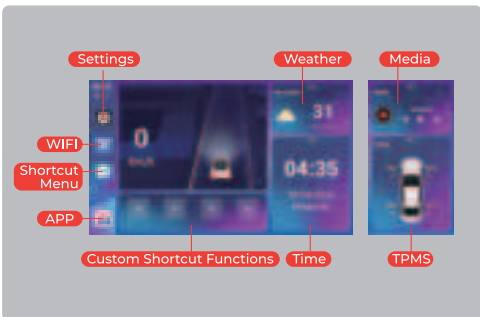 Settings
Weather
Media
31
WIFI
0
Shortcut
Menu
04:35
APP
Custom Shortcut Functions
Time
TPMS